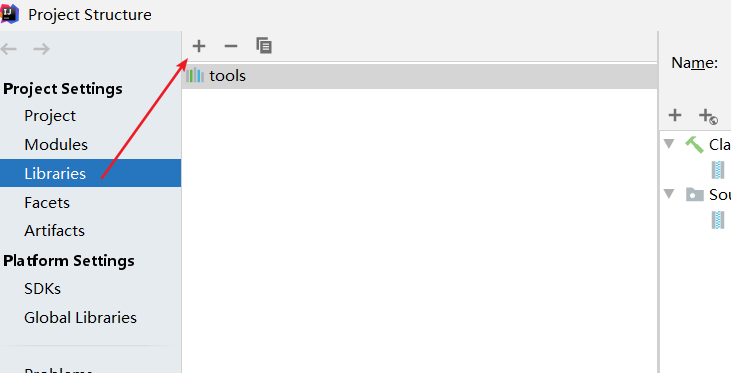 Project Structure
Project Settings
Project
Modules
Libraries
Facets
Artifacts
Platform Settings
SDKs
Global Libraries
Problems
tools
Name:
Cla
Sou